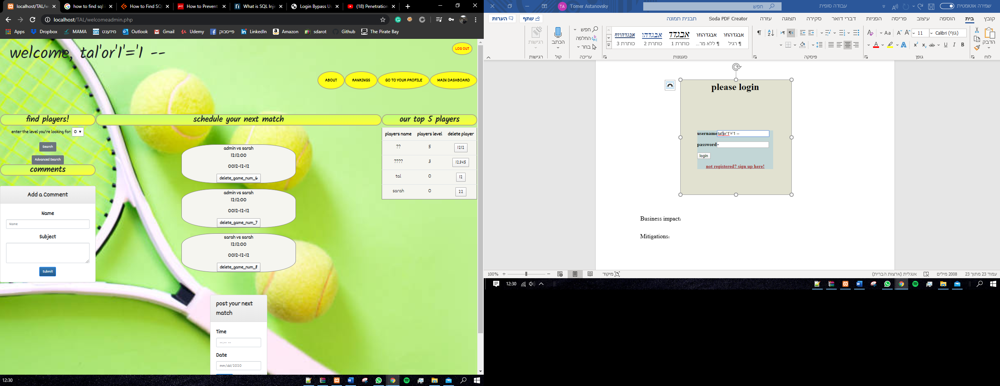 localhost/TAL/we
how to find sql i
How to Find SQ
How to Prevent
What is SQL Inje
Login Bypass Us
(18) Penetration
localhost/TAL/welcomeadmin.php
Apps
Dropbox
MAMA
מידענט
Outlook
Gmail
Udemy
פייסבוק
LinkedIn
Amazon
sdarot
Github
The Pirate Bay
welcome, tal'or'1'='1 --
LOG OUT
ABOUT
RANKINGS
GO TO YOUR PROFILE
MAIN DASHBOARD
find players!
enter the level you're looking for: 0
Search
Advanced Search
comments
Add a Comment
Name
Name
Subject
Submit
schedule your next match
admin vs sarah
12:12:00
0012-12-12
delete_game_num_6
admin vs sarah
12:12:00
0012-12-12
delete_game_num_7
sarah vs sarah
12:12:00
0012-12-12
delete_game_num_8
post your next
match
Time
--:-- --
Date
mm/dd/2020
our top 5 players
players name players level delete player
?? 5 1212
???? 3 12345
tal 0 12
sarah 0 22
12:30
שמירה אוטומטית
עבודה סופית
חפש
Tomer Astanovsky
TA
קובץ
בית
הוספה
עיצוב
פריסה
הפניות
דברי דואר
סקירה
תצוגה
עזרה
Soda PDF Creator
תבנית תמונה
שתף
הערות
הדבק
לוח
Calibri (גוף)
11
גופן
פיסקה
אבגדהוזר
¶ רגיל
אבגדהוזר
¶ ללא מר...
אבגדד
כותרת 1
אבגדהו
כותרת 2
אבגדהוזח
כותרת 3
סגנונות
חפש
החלפה
בחר
עריכה
הכתב
קול
רגישות
רגישות
please login
username tal'or'1'='1 --
password
login
not registered? sign up here!
Business impact:
Mitigations:
עמוד 23 מתוך 23
2008 מילים
אנגלית (ארצות הברית)
מיקוד
100%
12:30